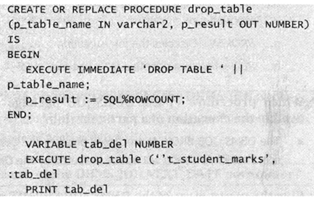 CREATE OR REPLACE PROCEDURE drop_table
(p_table_name IN varchar2, p_result OUT NUMBER)
IS
BEGIN
EXECUTE IMMEDIATE 'DROP TABLE ' ||
p_table_name;
p_result := SQL%ROWCOUNT;
END;
VARIABLE tab_del NUMBER
EXECUTE drop_table (‘’t_student_marks’,
:tab_del
PRINT tab_del